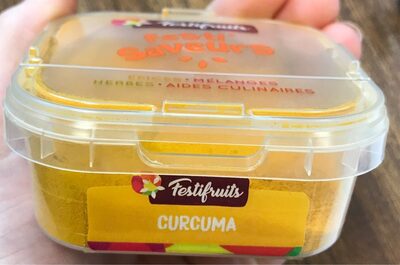 Festifruits
Festi'
Saveurs
ÉPICES • MÉLANGES
HERBES • AIDES CULINAIRES
Festifruits
CURCUMA